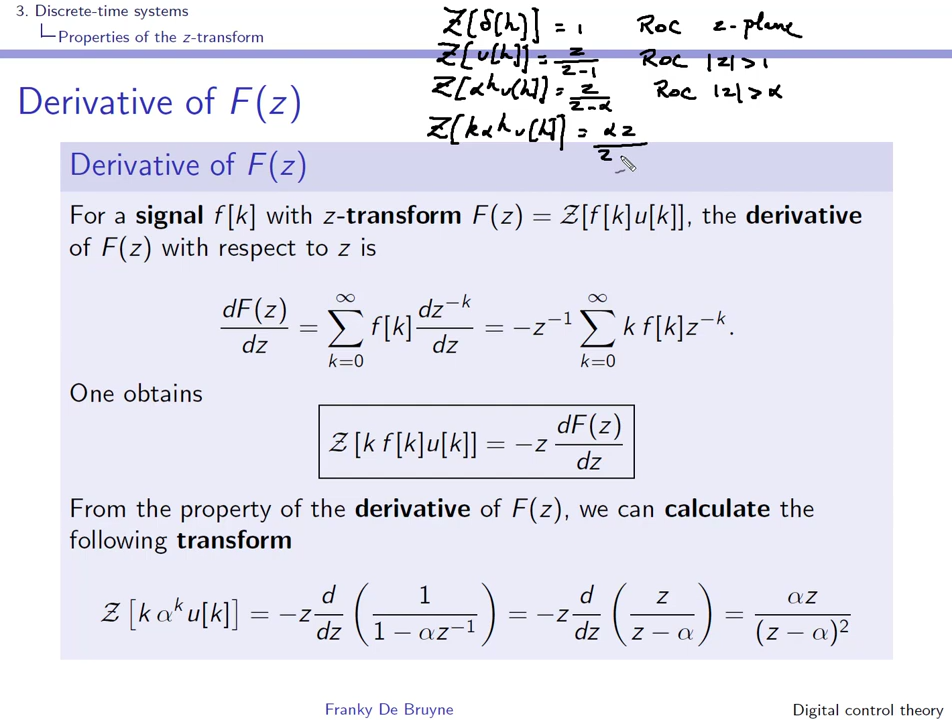 3. Discrete-time systems
Properties of the z-transform
Z[δ[k]] = 1 ROC z-plane
Z[u[k]] = z/(z-1) ROC |z|>1
Z[α^k u[k]] = z/(z-α) ROC |z|>α
Z[kα^k u[k]] = αz/z
Derivative of F(z)
Derivative of F(z)
For a signal f[k] with z-transform F(z) = Z[f[k]u[k]], the derivative
of F(z) with respect to z is
dF(z)/dz = ∑_{k=0}^{∞} f[k] dz^{-k}/dz = −z^{-1} ∑_{k=0}^{∞} k f[k]z^{-k}.
One obtains
Z [k f[k]u[k]] = −z dF(z)/dz
From the property of the derivative of F(z), we can calculate the
following transform
Z [k α^k u[k]] = −z d/dz (1/(1 − αz^{-1})) = −z d/dz (z/(z − α)) = αz/(z − α)^2
Franky De Bruyne
Digital control theory